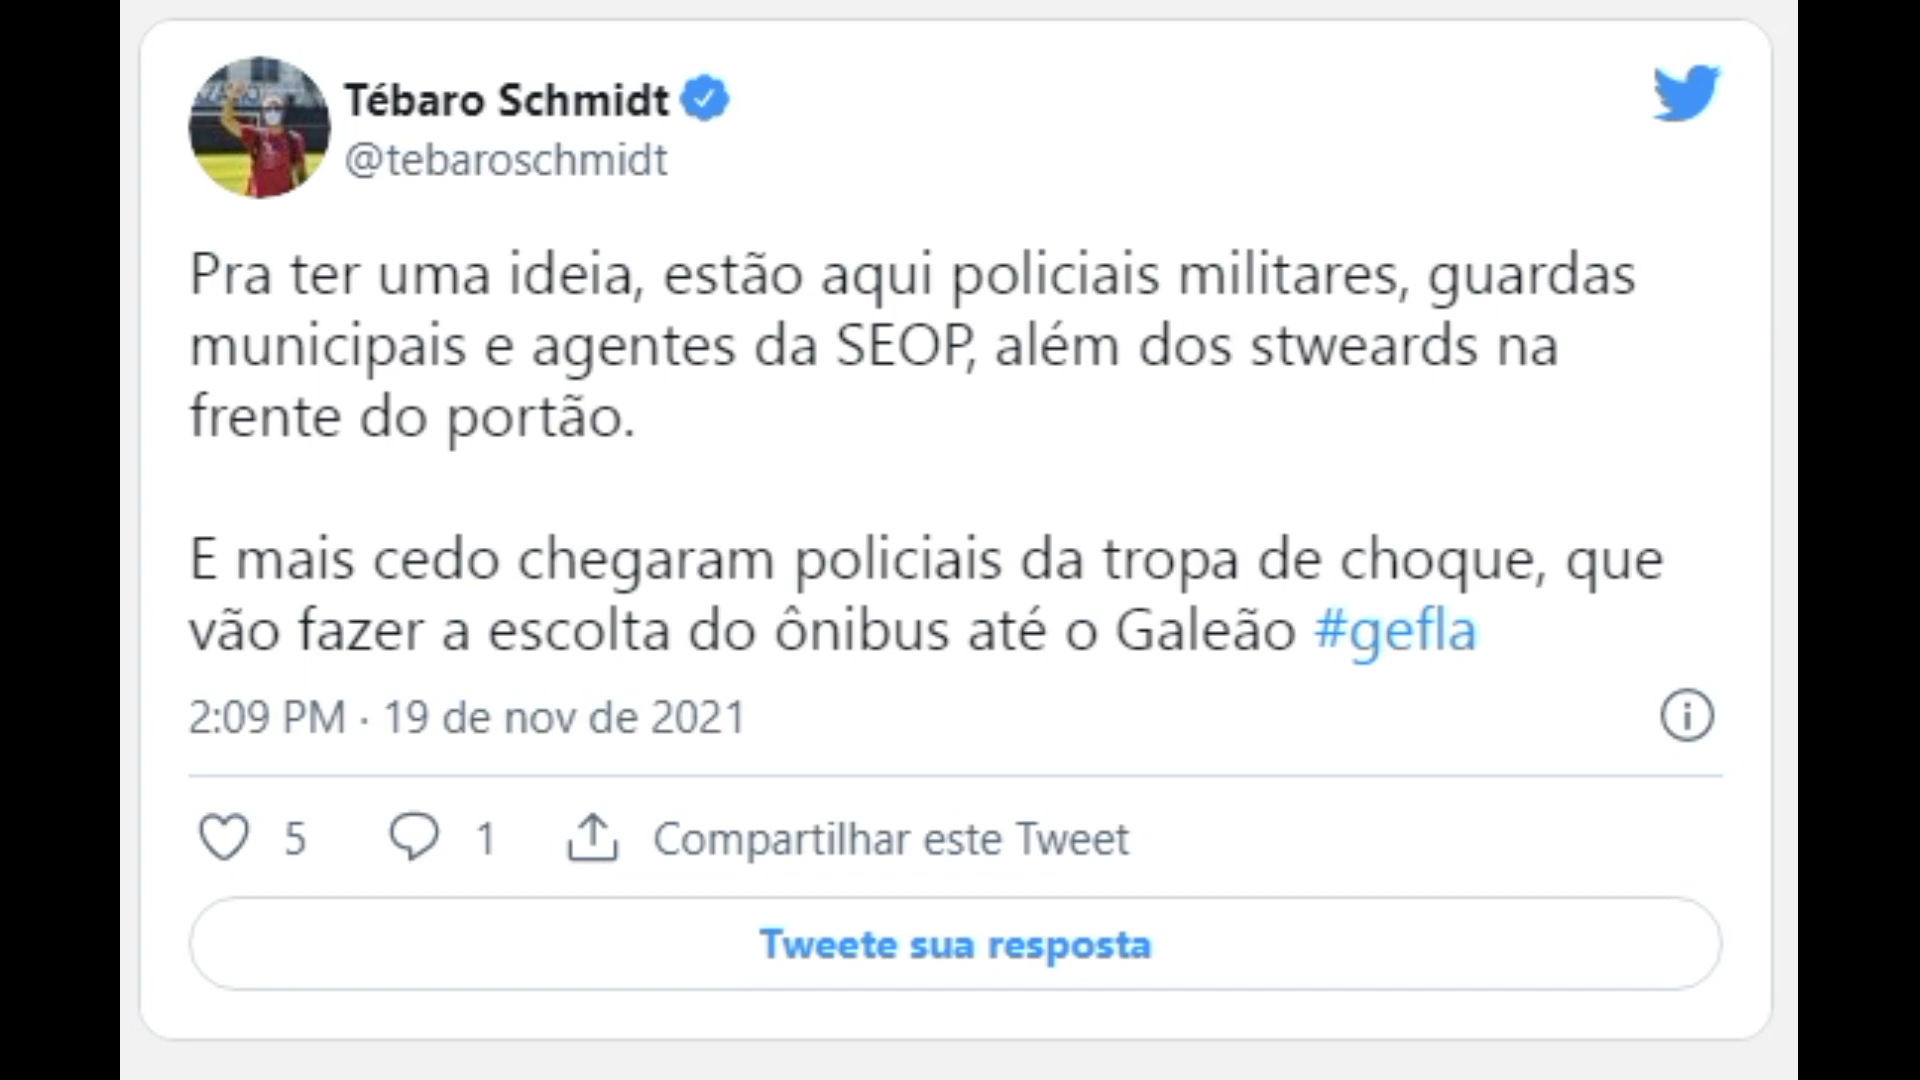 Tébaro Schmidt
@tebaroschmidt
Pra ter uma ideia, estão aqui policiais militares, guardas
municipais e agentes da SEOP, além dos stweards na
frente do portão.
E mais cedo chegaram policiais da tropa de choque, que
vão fazer a escolta do ônibus até o Galeão #gefla
2:09 PM · 19 de nov de 2021
5 1 Compartilhar este Tweet
Tweete sua resposta